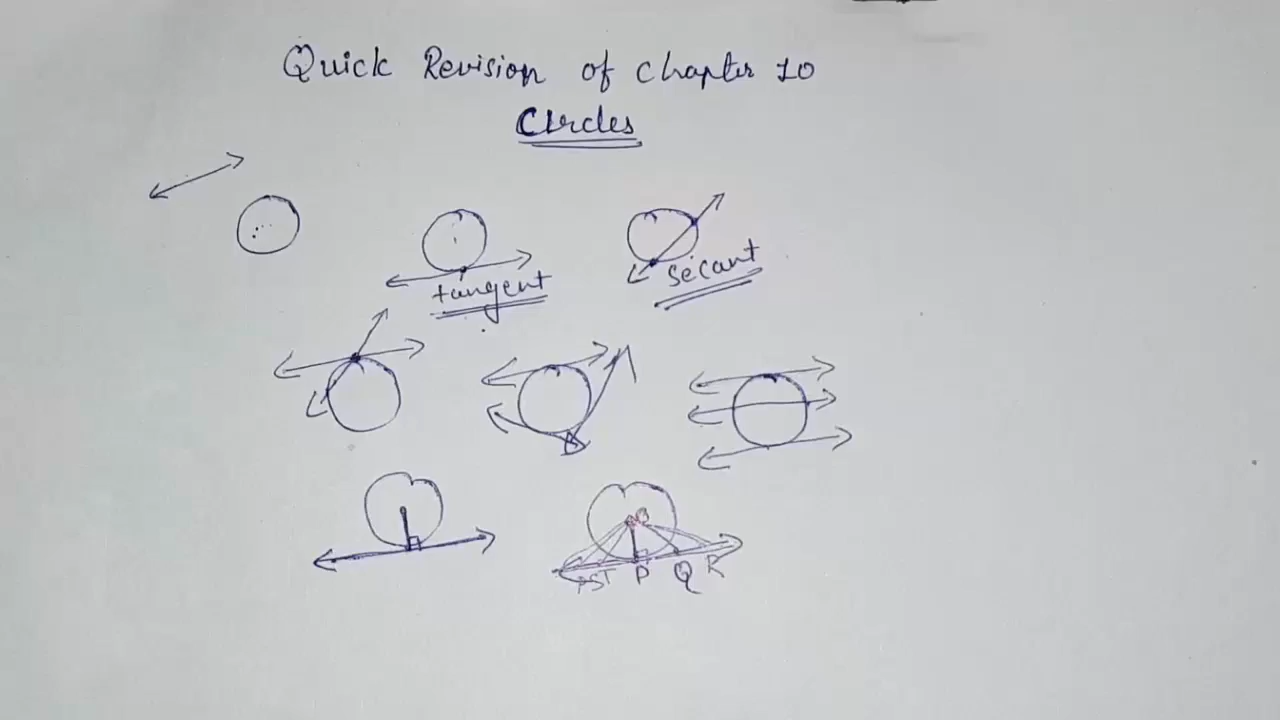 Quick Revision of Chapter 10
Circles
tangent
secant
O
S T P Q R